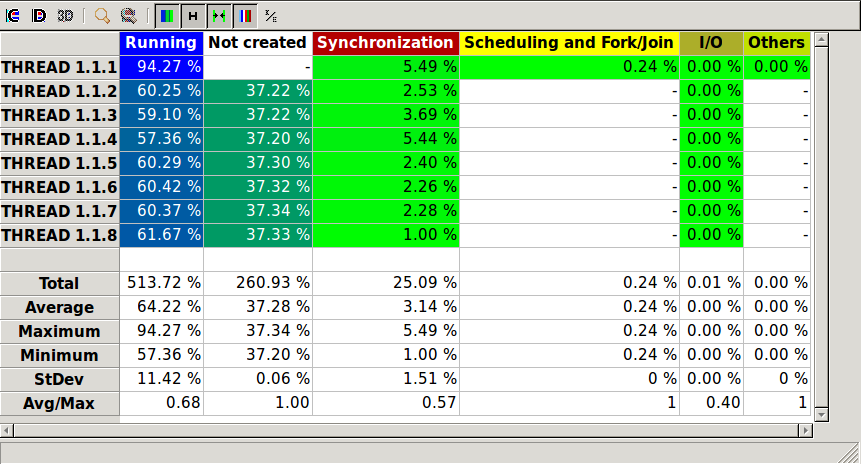 IC ID 3D H Σ/E
Running Not created Synchronization Scheduling and Fork/Join I/O Others
THREAD 1.1.1 94.27 % - 5.49 % 0.24 % 0.00 % 0.00 %
THREAD 1.1.2 60.25 % 37.22 % 2.53 % - 0.00 % -
THREAD 1.1.3 59.10 % 37.22 % 3.69 % - 0.00 % -
THREAD 1.1.4 57.36 % 37.20 % 5.44 % - 0.00 % -
THREAD 1.1.5 60.29 % 37.30 % 2.40 % - 0.00 % -
THREAD 1.1.6 60.42 % 37.32 % 2.26 % - 0.00 % -
THREAD 1.1.7 60.37 % 37.34 % 2.28 % - 0.00 % -
THREAD 1.1.8 61.67 % 37.33 % 1.00 % - 0.00 % -
Total 513.72 % 260.93 % 25.09 % 0.24 % 0.01 % 0.00 %
Average 64.22 % 37.28 % 3.14 % 0.24 % 0.00 % 0.00 %
Maximum 94.27 % 37.34 % 5.49 % 0.24 % 0.00 % 0.00 %
Minimum 57.36 % 37.20 % 1.00 % 0.24 % 0.00 % 0.00 %
StDev 11.42 % 0.06 % 1.51 % 0 % 0.00 % 0 %
Avg/Max 0.68 1.00 0.57 1 0.40 1